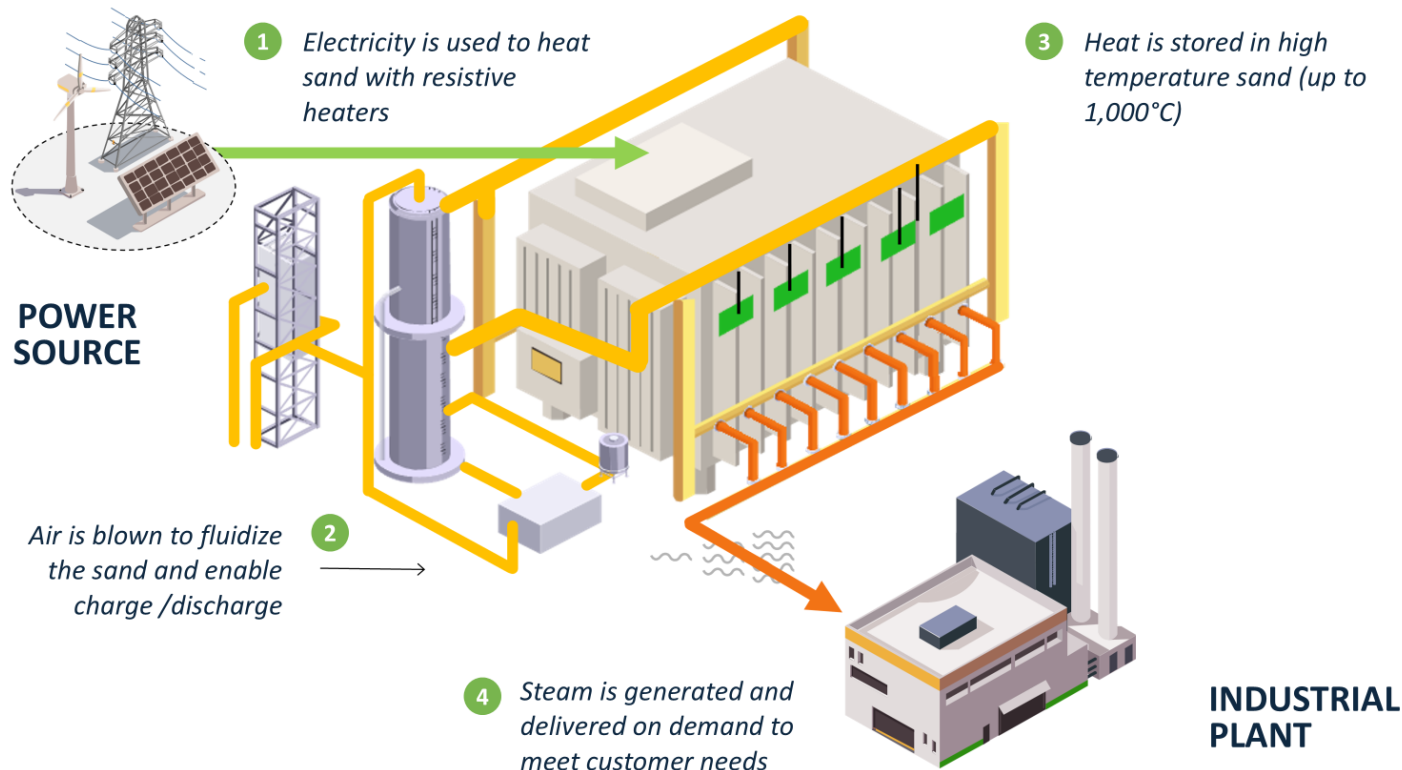 1
Electricity is used to heat
sand with resistive
heaters
3
Heat is stored in high
temperature sand (up to
1,000°C)
POWER
SOURCE
2
Air is blown to fluidize
the sand and enable
charge /discharge
4
Steam is generated and
delivered on demand to
meet customer needs
INDUSTRIAL
PLANT